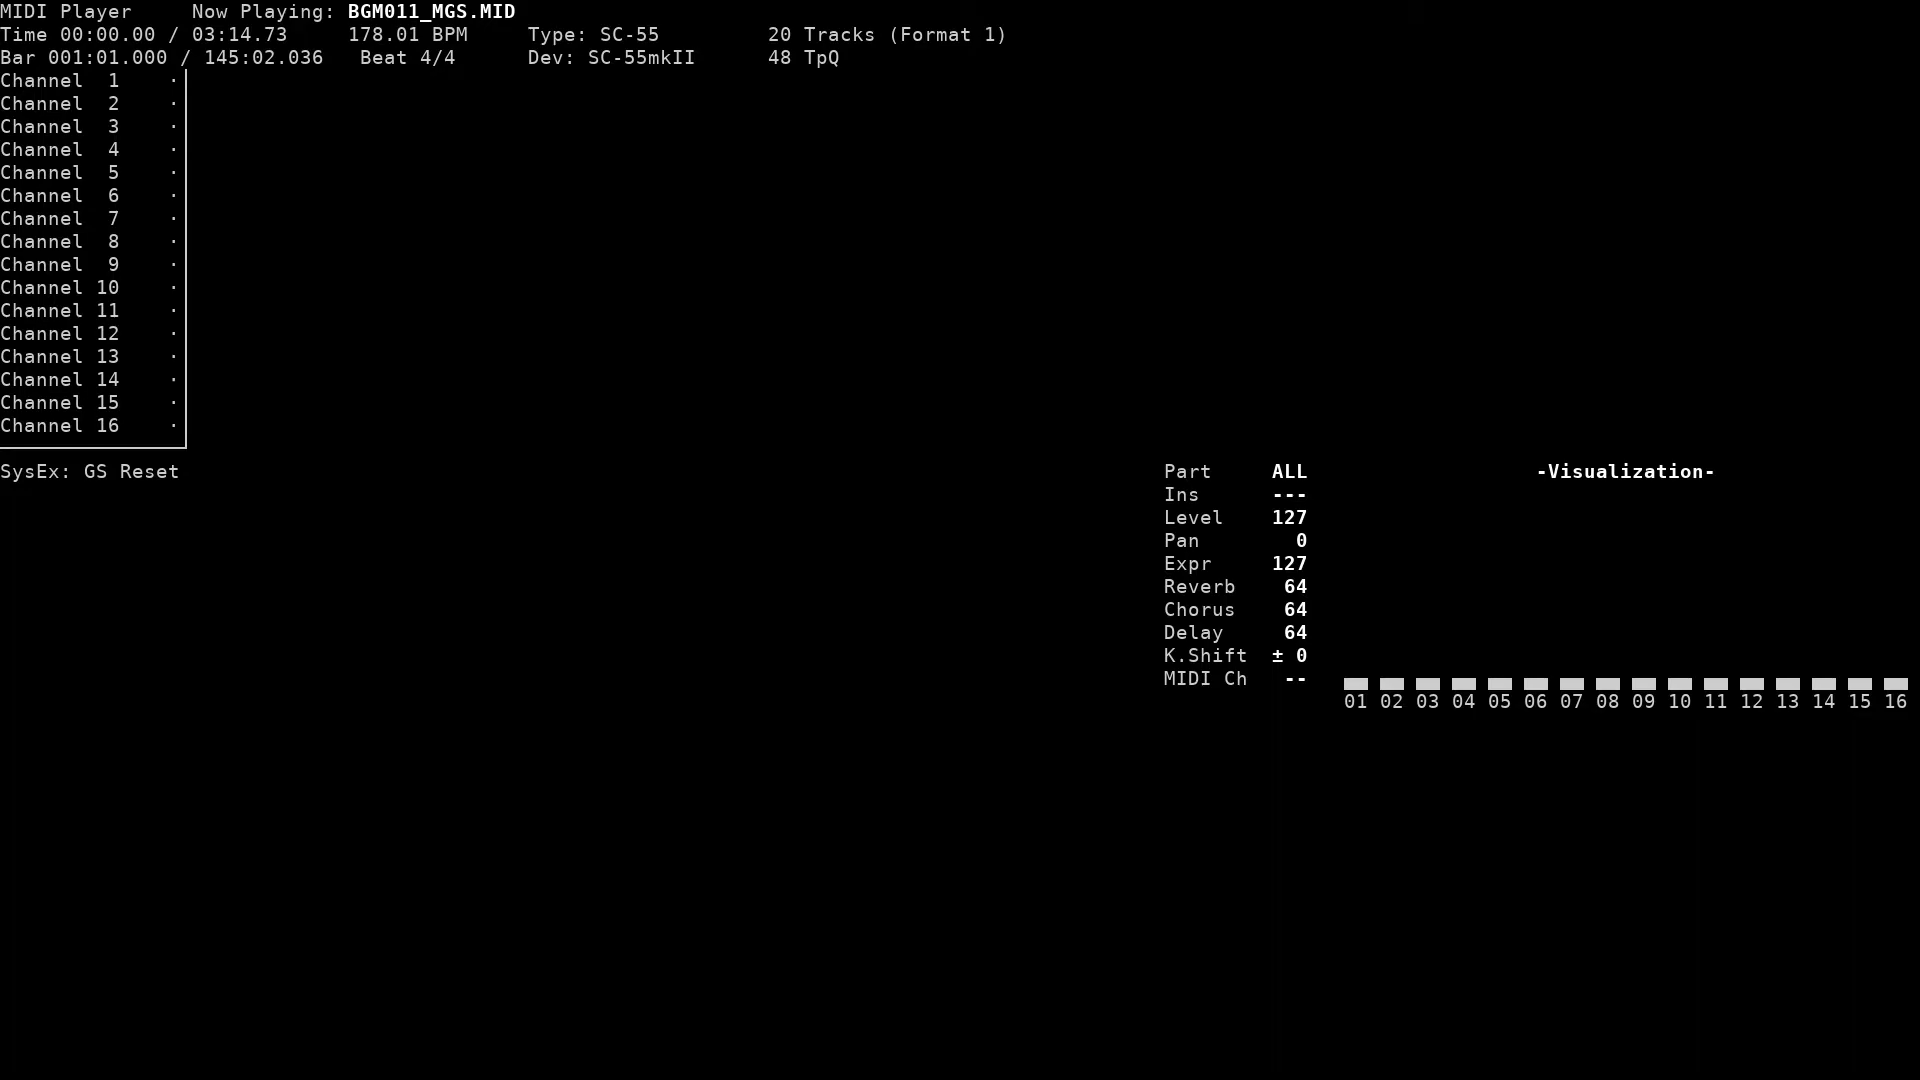 MIDI Player     Now Playing: BGM011_MGS.MID
Time 00:00.00 / 03:14.73     178.01 BPM     Type: SC-55         20 Tracks (Format 1)
Bar 001:01.000 / 145:02.036   Beat 4/4      Dev: SC-55mkII      48 TpQ
Channel  1    ·
Channel  2    ·
Channel  3    ·
Channel  4    ·
Channel  5    ·
Channel  6    ·
Channel  7    ·
Channel  8    ·
Channel  9    ·
Channel 10    ·
Channel 11    ·
Channel 12    ·
Channel 13    ·
Channel 14    ·
Channel 15    ·
Channel 16    ·
SysEx: GS Reset
Part     ALL
Ins      ---
Level    127
Pan        0
Expr     127
Reverb    64
Chorus    64
Delay     64
K.Shift  ± 0
MIDI Ch   --
-Visualization-
01 02 03 04 05 06 07 08 09 10 11 12 13 14 15 16